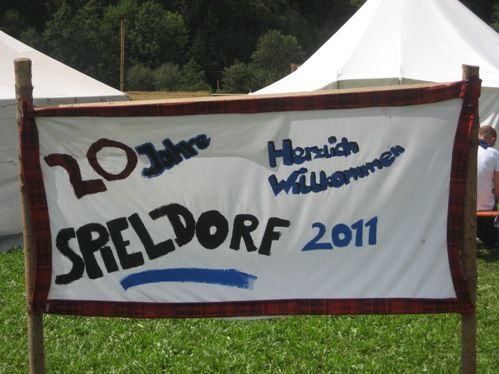 20 Jahre
Herzlich
Willkommen
SPiELDORF 2011